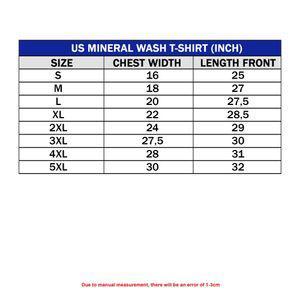 US MINERAL WASH T-SHIRT (INCH)
SIZE CHEST WIDTH LENGTH FRONT
S 16 25
M 18 27
L 20 27,5
XL 22 28,5
2XL 24 29
3XL 27,5 30
4XL 28 31
5XL 30 32
Due to manual measurement, there will be an error of 1-3cm